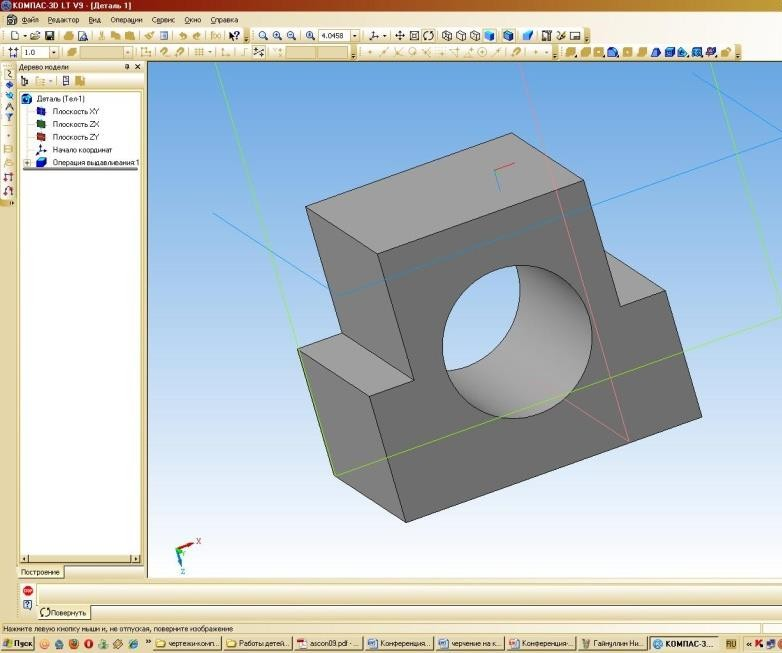 КОМПАС-3D LT V9 - [Деталь 1]
Файл Редактор Вид Операции Сервис Окно Справка
4.0458
1.0
Дерево модели
Деталь (Тел-1)
Плоскость XY
Плоскость ZX
Плоскость ZY
Начало координат
Операция выдавливания:1
X
Y
Z
Построение
STOP
Повернуть
Нажмите левую кнопку мыши и, не отпуская, поверните изображение
Пуск » чертежи-комп... Работы детей... ascon09.pdf - ... Конференция... черчение на к... Конференция-... Гайнуллин Ни... КОМПАС-3... RU «